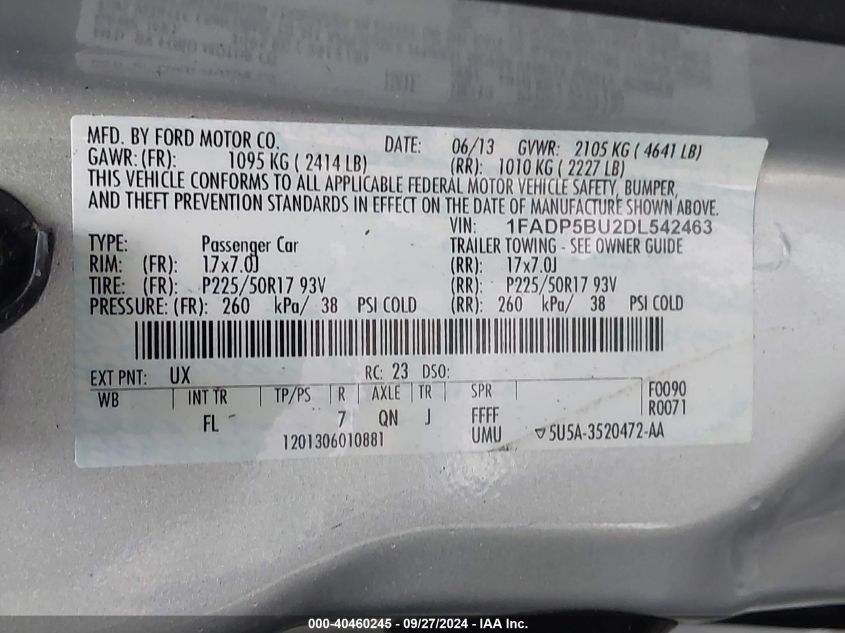 MFD. BY FORD MOTOR CO. DATE: 06/13 GVWR: 2105 KG ( 4641 LB)
GAWR: (FR): 1095 KG ( 2414 LB) (RR): 1010 KG ( 2227 LB)
THIS VEHICLE CONFORMS TO ALL APPLICABLE FEDERAL MOTOR VEHICLE SAFETY, BUMPER,
AND THEFT PREVENTION STANDARDS IN EFFECT ON THE DATE OF MANUFACTURE SHOWN ABOVE.
VIN: 1FADP5BU2DL542463
TYPE: Passenger Car TRAILER TOWING - SEE OWNER GUIDE
RIM: (FR): 17x7.0J (RR): 17x7.0J
TIRE: (FR): P225/50R17 93V (RR): P225/50R17 93V
PRESSURE: (FR): 260 kPa/ 38 PSI COLD (RR): 260 kPa/ 38 PSI COLD
EXT PNT: UX RC: 23 DSO:
WB INT TR TP/PS R AXLE TR SPR F0090
R0071
FL 7 QN J FFFF
1201306010881 UMU ▽5U5A-3520472-AA
000-40460245 - 09/27/2024 - IAA Inc.